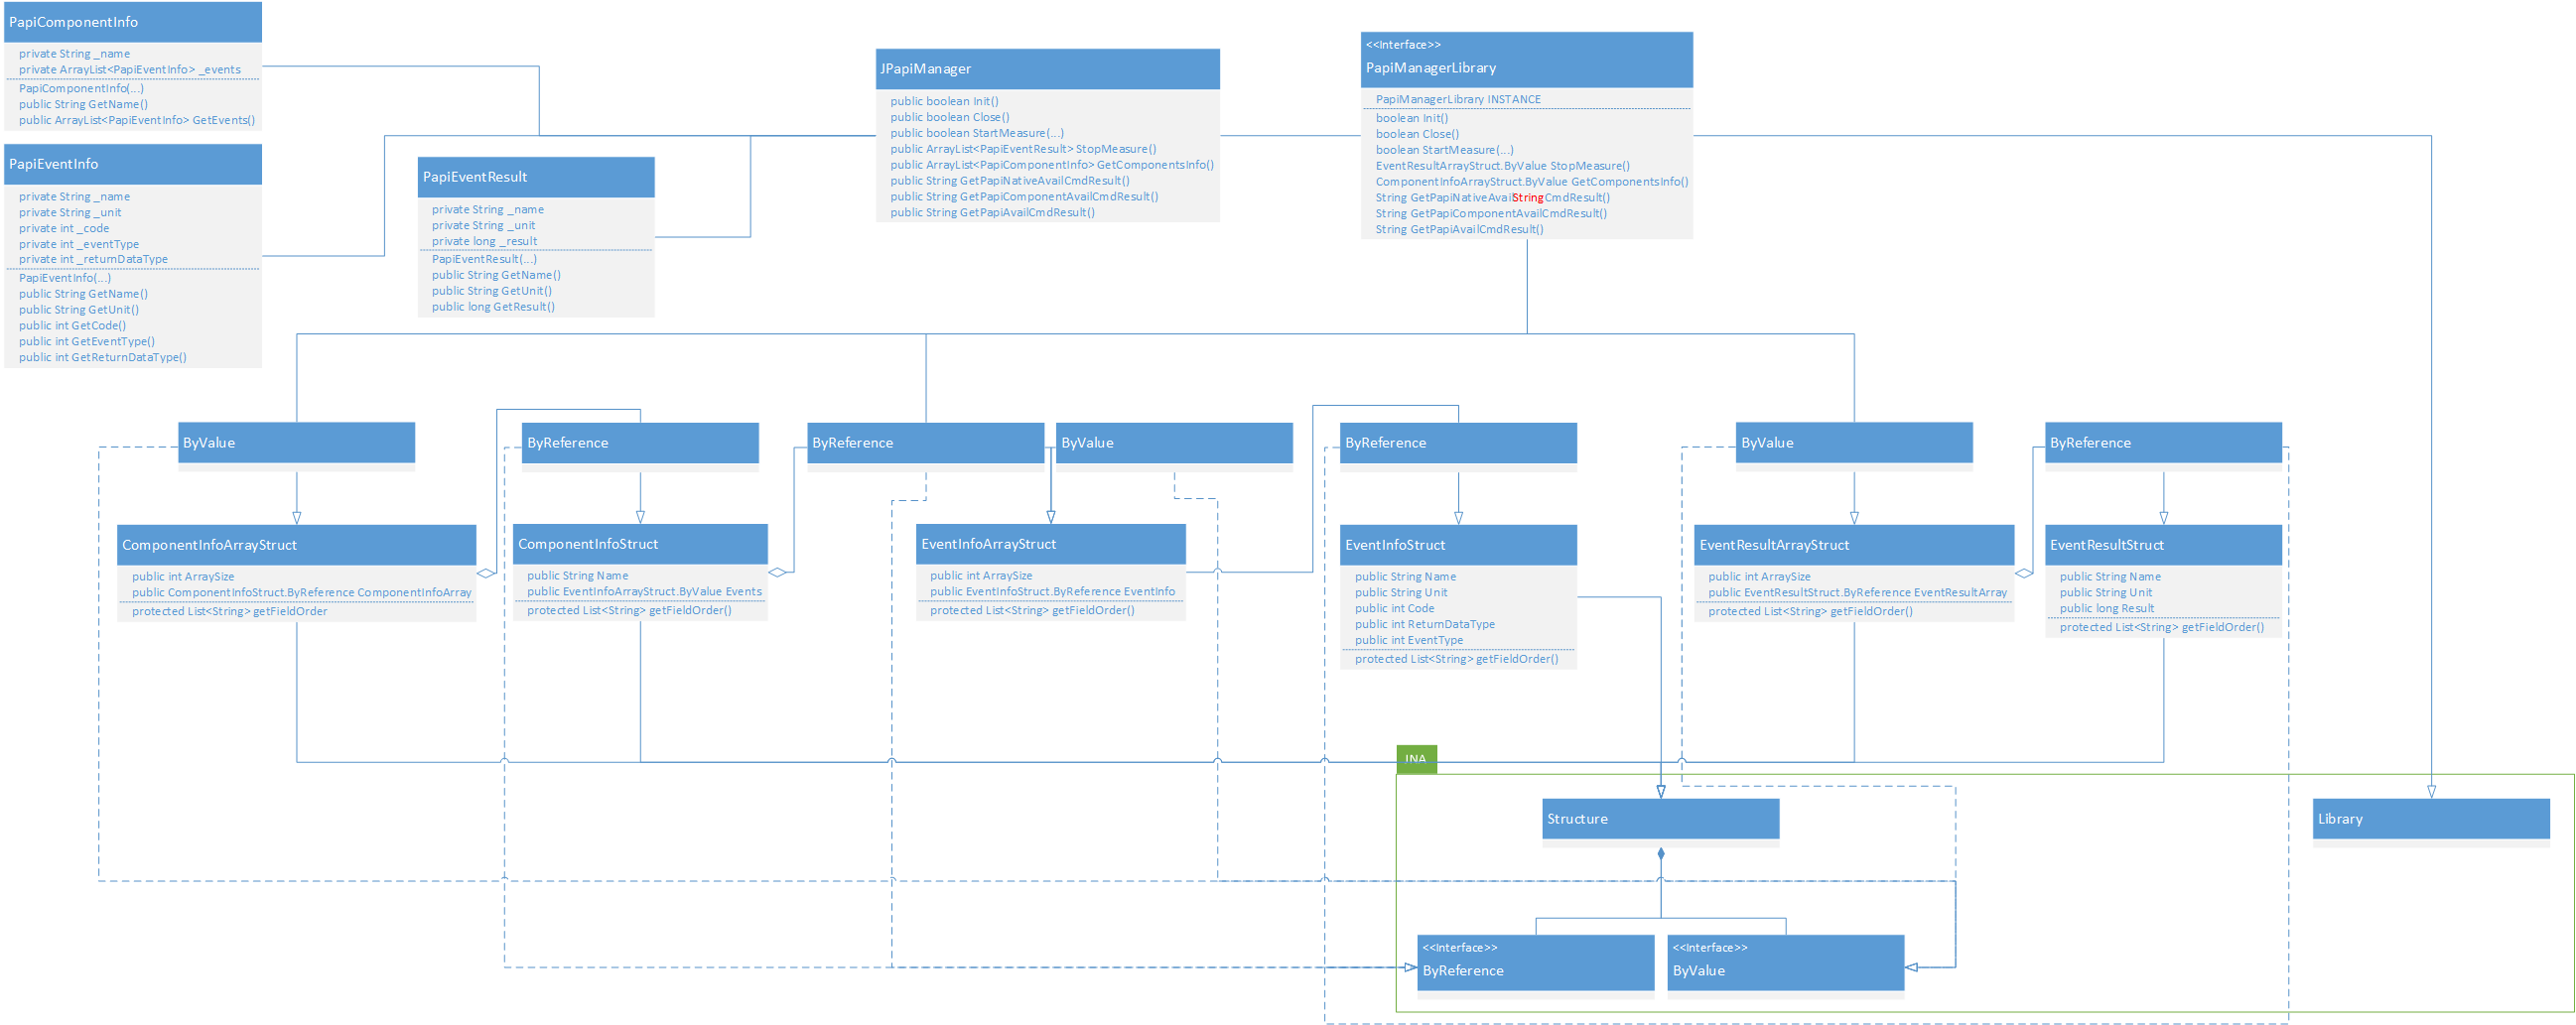 PapiComponentInfo
private String _name
private ArrayList<PapiEventInfo> _events
PapiComponentInfo(...)
public String GetName()
public ArrayList<PapiEventInfo> GetEvents()
PapiEventInfo
private String _name
private String _unit
private int _code
private int _eventType
private int _returnDataType
PapiEventInfo(...)
public String GetName()
public String GetUnit()
public int GetCode()
public int GetEventType()
public int GetReturnDataType()
PapiEventResult
private String _name
private String _unit
private long _result
PapiEventResult(...)
public String GetName()
public String GetUnit()
public long GetResult()
JPapiManager
public boolean Init()
public boolean Close()
public boolean StartMeasure(...)
public ArrayList<PapiEventResult> StopMeasure()
public ArrayList<PapiComponentInfo> GetComponentsInfo()
public String GetPapiNativeAvailCmdResult()
public String GetPapiComponentAvailCmdResult()
public String GetPapiAvailCmdResult()
<<Interface>>
PapiManagerLibrary
PapiManagerLibrary INSTANCE
boolean Init()
boolean Close()
boolean StartMeasure(...)
EventResultArrayStruct.ByValue StopMeasure()
ComponentInfoArrayStruct.ByValue GetComponentsInfo()
String GetPapiNativeAvailStringCmdResult()
String GetPapiComponentAvailCmdResult()
String GetPapiAvailCmdResult()
ByValue
ByReference
ByReference
ByValue
ByReference
ByValue
ByReference
ComponentInfoArrayStruct
public int ArraySize
public ComponentInfoStruct.ByReference ComponentInfoArray
protected List<String> getFieldOrder
ComponentInfoStruct
public String Name
public EventInfoArrayStruct.ByValue Events
protected List<String> getFieldOrder()
EventInfoArrayStruct
public int ArraySize
public EventInfoStruct.ByReference EventInfo
protected List<String> getFieldOrder()
EventInfoStruct
public String Name
public String Unit
public int Code
public int ReturnDataType
public int EventType
protected List<String> getFieldOrder()
EventResultArrayStruct
public int ArraySize
public EventResultStruct.ByReference EventResultArray
protected List<String> getFieldOrder()
EventResultStruct
public String Name
public String Unit
public long Result
protected List<String> getFieldOrder()
JNA
Structure
Library
<<Interface>>
ByReference
<<Interface>>
ByValue